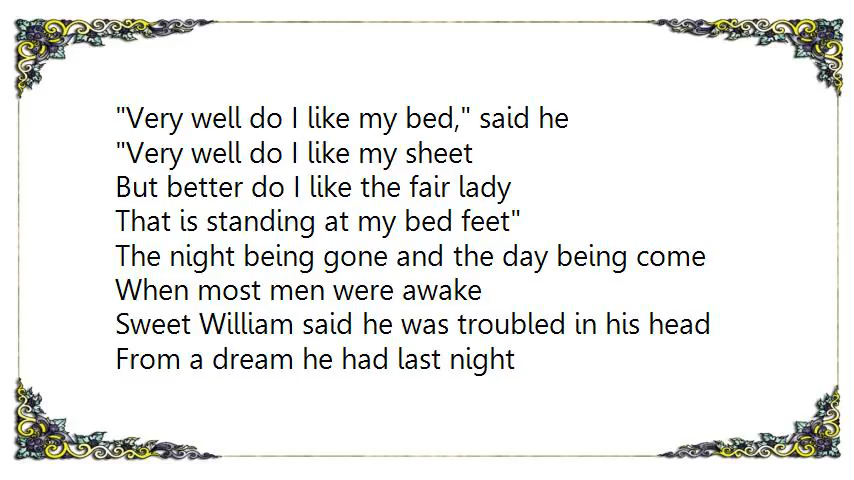 "Very well do I like my bed," said he
"Very well do I like my sheet
But better do I like the fair lady
That is standing at my bed feet"
The night being gone and the day being come
When most men were awake
Sweet William said he was troubled in his head
From a dream he had last night